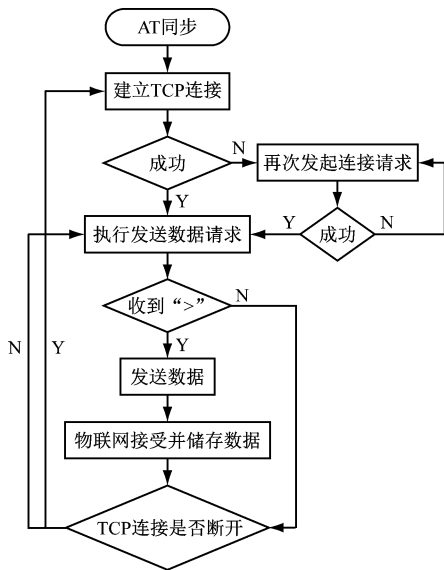 AT同步
建立TCP连接
成功
N
再次发起连接请求
Y
成功
Y
N
执行发送数据请求
收到“>”
N
Y
N
Y
发送数据
物联网接受并储存数据
TCP连接是否断开